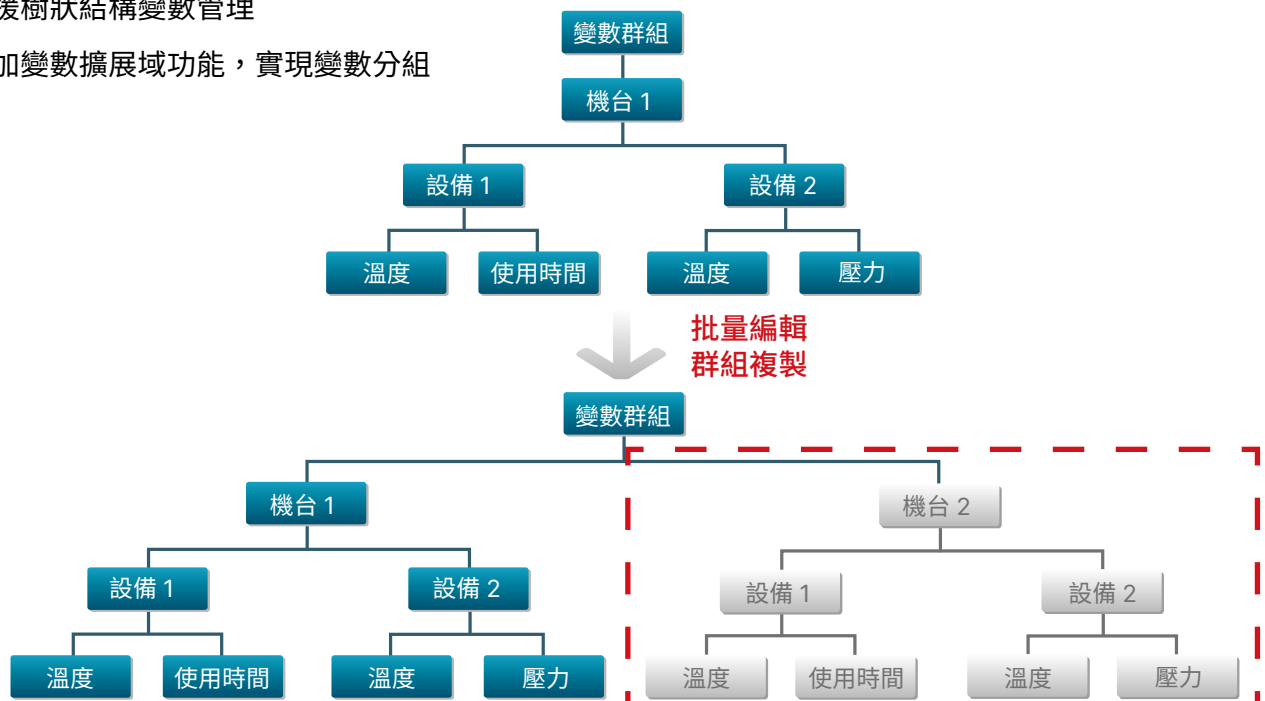 援樹狀結構變數管理
加變數擴展域功能，實現變數分組
變數群組
機台 1
設備 1
設備 2
溫度
使用時間
溫度
壓力
批量編輯
群組複製
變數群組
機台 1
機台 2
設備 1
設備 2
設備 1
設備 2
溫度
使用時間
溫度
壓力
溫度
使用時間
溫度
壓力